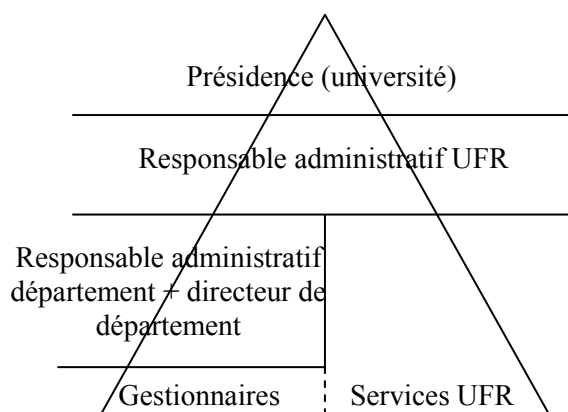 Présidence (université)
Responsable administratif UFR
Responsable administratif
département + directeur de
département
Gestionnaires
Services UFR